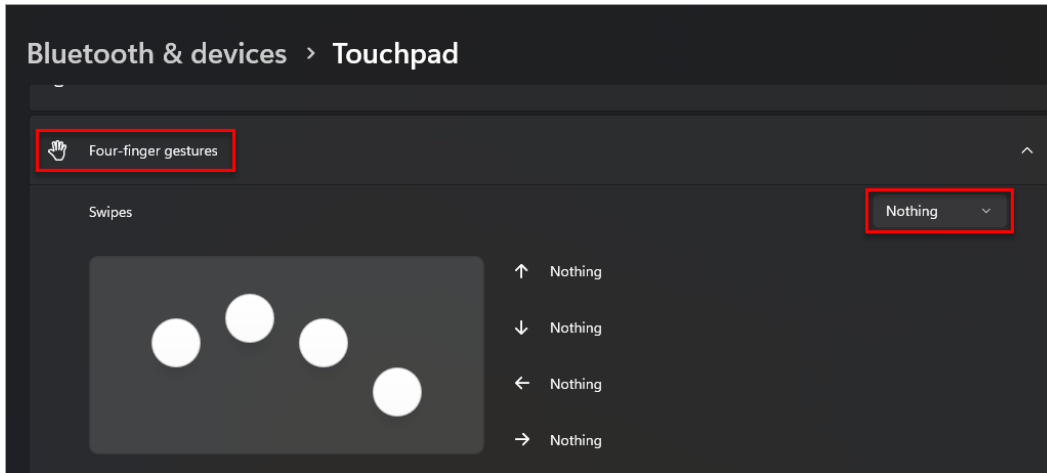 Bluetooth & devices > Touchpad
Four-finger gestures
Swipes Nothing
↑ Nothing
↓ Nothing
← Nothing
→ Nothing